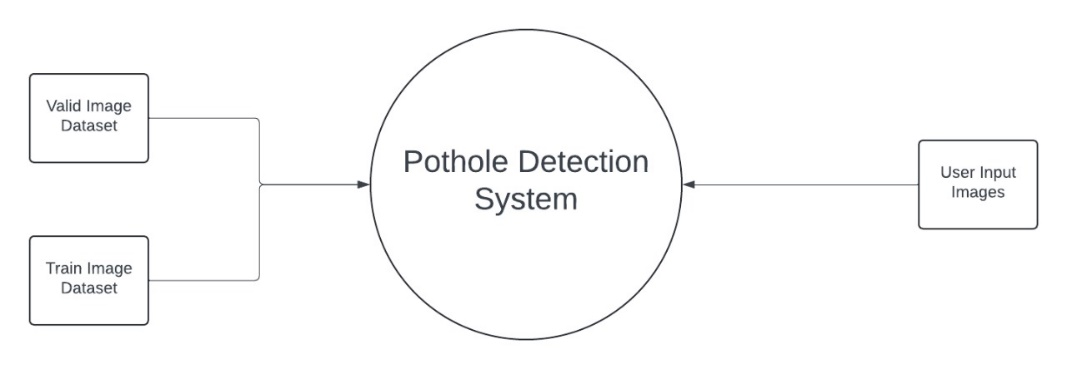 Valid Image
Dataset
Train Image
Dataset
Pothole Detection
System
User Input
Images